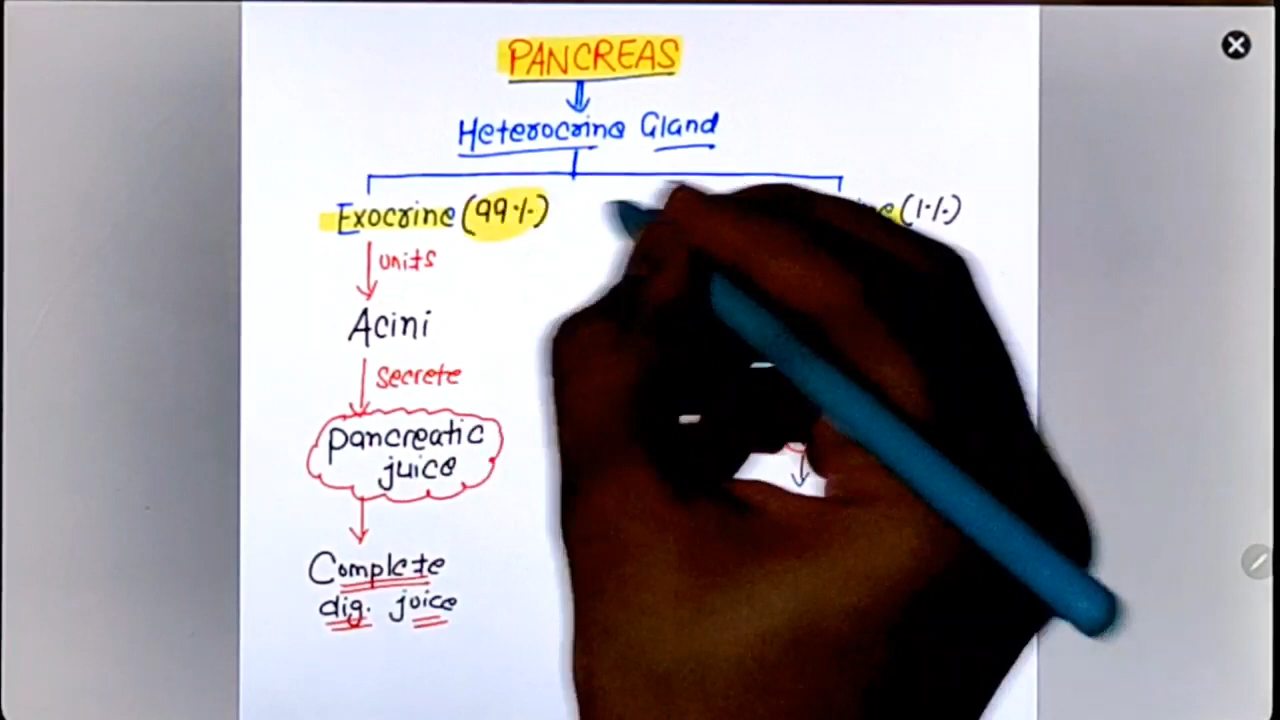 PANCREAS
Heterocrine Gland
Exocrine (99%)
(1%)
units
Acini
Secrete
pancreatic
juice
Complete
dig. juice